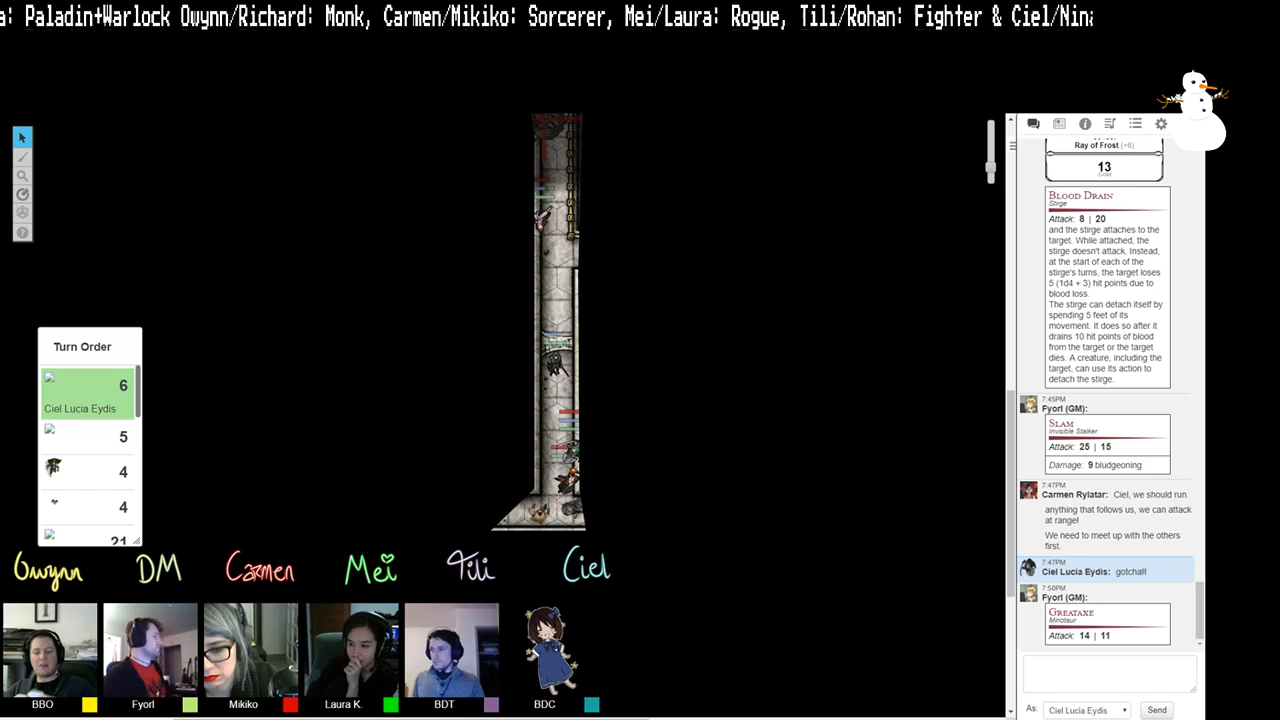 a: Paladin+Warlock Owynn/Richard: Monk, Carmen/Mikiko: Sorcerer, Mei/Laura: Rogue, Tili/Rohan: Fighter & Ciel/Nina
Ray of Frost (+6)
13
Cold
BLOOD DRAIN
Stirge
Attack: 8 | 20
and the stirge attaches to the
target. While attached, the
stirge doesn't attack. Instead,
at the start of each of the
stirge's turns, the target loses
5 (1d4 + 3) hit points due to
blood loss.
The stirge can detach itself by
spending 5 feet of its
movement. It does so after it
drains 10 hit points of blood
from the target or the target
dies. A creature, including the
target, can use its action to
detach the stirge.
7:45PM
Fyorl (GM):
SLAM
Invisible Stalker
Attack: 25 | 15
Damage: 9 bludgeoning
7:47PM
Carmen Rylatar: Ciel, we should run.
anything that follows us, we can attack
at range!
We need to meet up with the others
first.
7:47PM
Ciel Lucia Eydis: gotcha!!
7:50PM
Fyorl (GM):
GREATAXE
Minotaur
Attack: 14 | 11
As: Ciel Lucia Eydis Send
Turn Order
6
Ciel Lucia Eydis
5
4
4
21
Owynn DM Carmen Mei Tili Ciel
BBO Fyorl Mikiko Laura K. BDT BDC